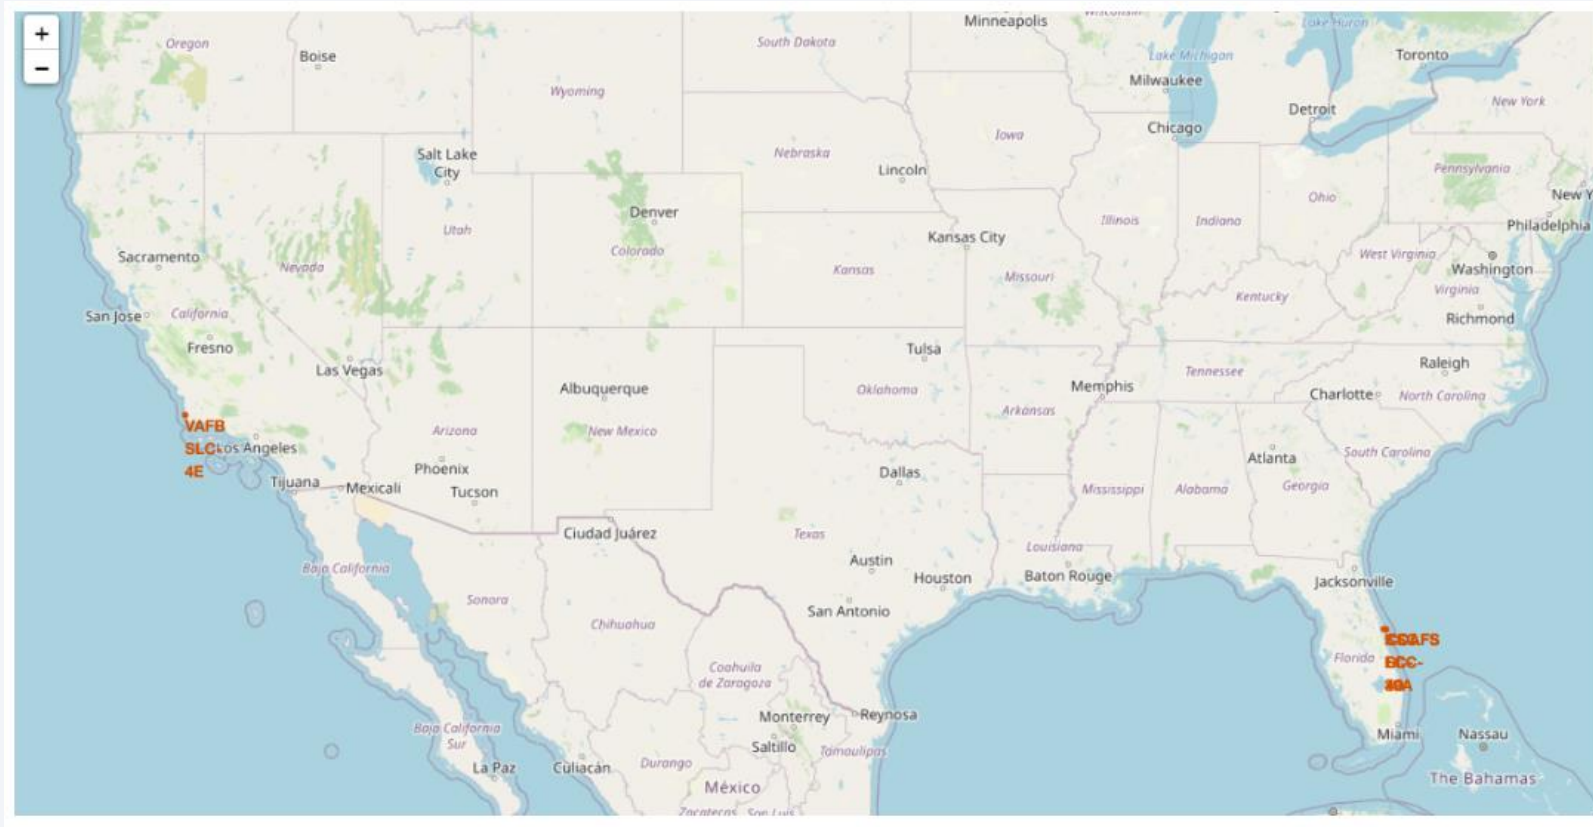 +
−
Minneapolis
Wisconsin
Lake Huron
Oregon
South Dakota
Boise
Lake Michigan
Toronto
Milwaukee
Wyoming
New York
Detroit
Chicago
Iowa
Salt Lake
City
Nebraska
Lincoln
Pennsylvania
Ohio
New Y
Denver
Illinois
Indiana
Philadelphia
Utah
Kansas City
Colorado
Sacramento
West Virginia
Nevada
Kansas
Missouri
Washington
Kentucky
Virginia
San Jose
California
Richmond
Fresno
Tulsa
Las Vegas
Raleigh
Tennessee
Albuquerque
Oklahoma
Memphis
Charlotte
North Carolina
Arkansas
VAFB
SLC-
4E
Arizona
New Mexico
Los Angeles
South Carolina
Atlanta
Phoenix
Dallas
Tijuana
Mexicali
Tucson
Mississippi
Alabama
Georgia
Ciudad Juárez
Texas
Louisiana
Austin
Baja California
Houston
Baton Rouge
Jacksonville
Sonora
San Antonio
Chihuahua
Florida
Coahuila
de Zaragoza
Monterrey
Reynosa
Baja California
Sur
Saltillo
Tamaulipas
Miami
Nassau
La Paz
Culiacán
Durango
The Bahamas
México
Zacatecas
San Luis